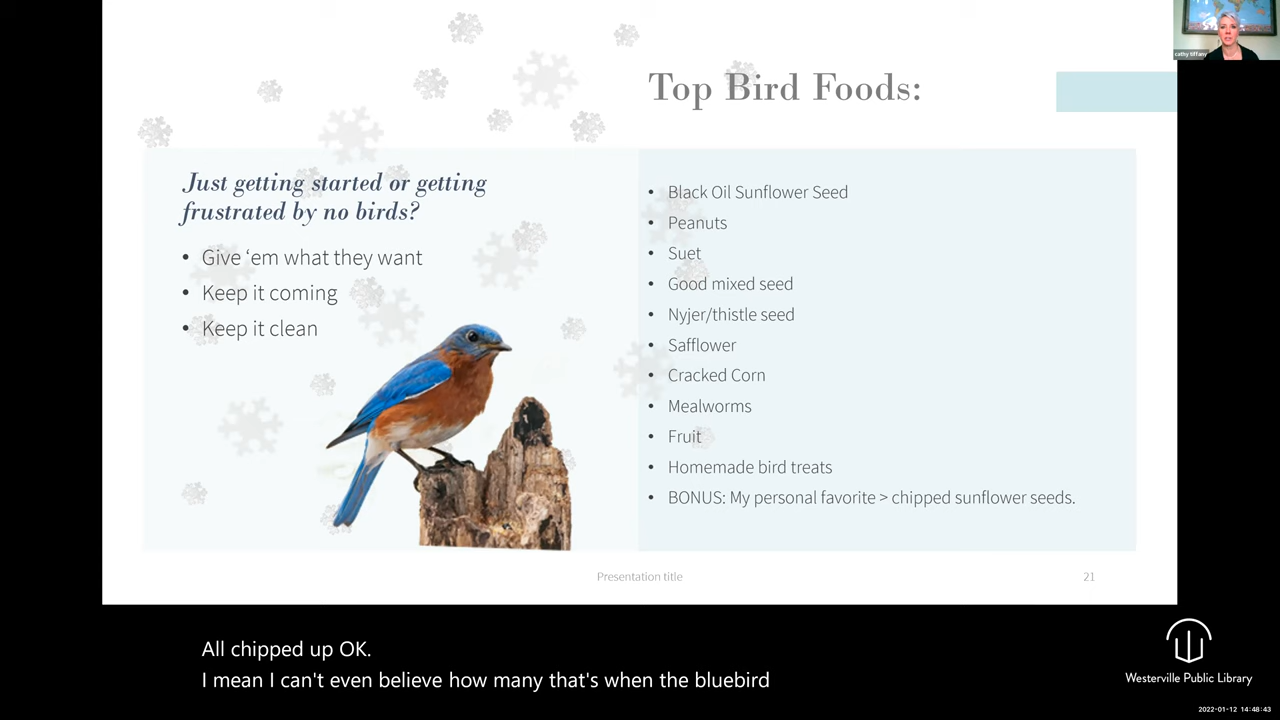 cathy tiffany
Top Bird Foods:
Just getting started or getting
frustrated by no birds?
• Give ‘em what they want
• Keep it coming
• Keep it clean
• Black Oil Sunflower Seed
• Peanuts
• Suet
• Good mixed seed
• Nyjer/thistle seed
• Safflower
• Cracked Corn
• Mealworms
• Fruit
• Homemade bird treats
• BONUS: My personal favorite > chipped sunflower seeds.
Presentation title
21
All chipped up OK.
I mean I can't even believe how many that's when the bluebird
Westerville Public Library
2022-01-12 14:48:43